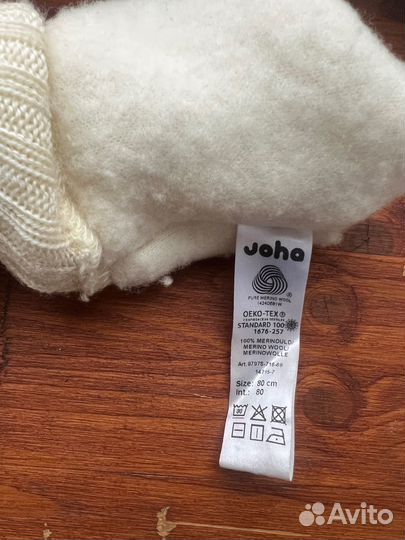 Joha
PURE MERINO WOOL
OEKO-TEX®
STANDARD 100
1676-257
100% MERINOULD
MERINO WOOL
MERINOWOLLE
Size: 80 cm
Int.: 80
30
Avito